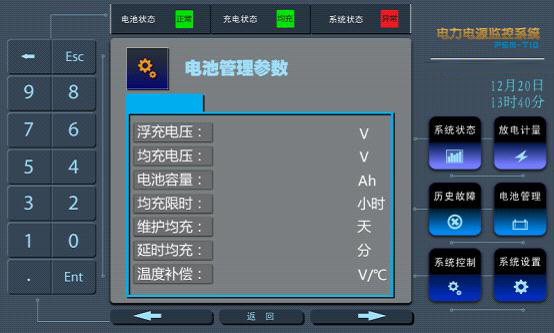 电池状态 正常 充电状态 均充 系统状态 异常
电力电源监控系统
PSM-T10
12月20日
13时40分
Esc
9 8
7 6
5 4
3 2
1 0
. Ent
电池管理参数
浮充电压： V
均充电压： V
电池容量： Ah
均充限时： 小时
维护均充： 天
延时均充： 分
温度补偿： V/℃
返 回
系统状态 放电计量
历史故障 电池管理
系统控制 系统设置